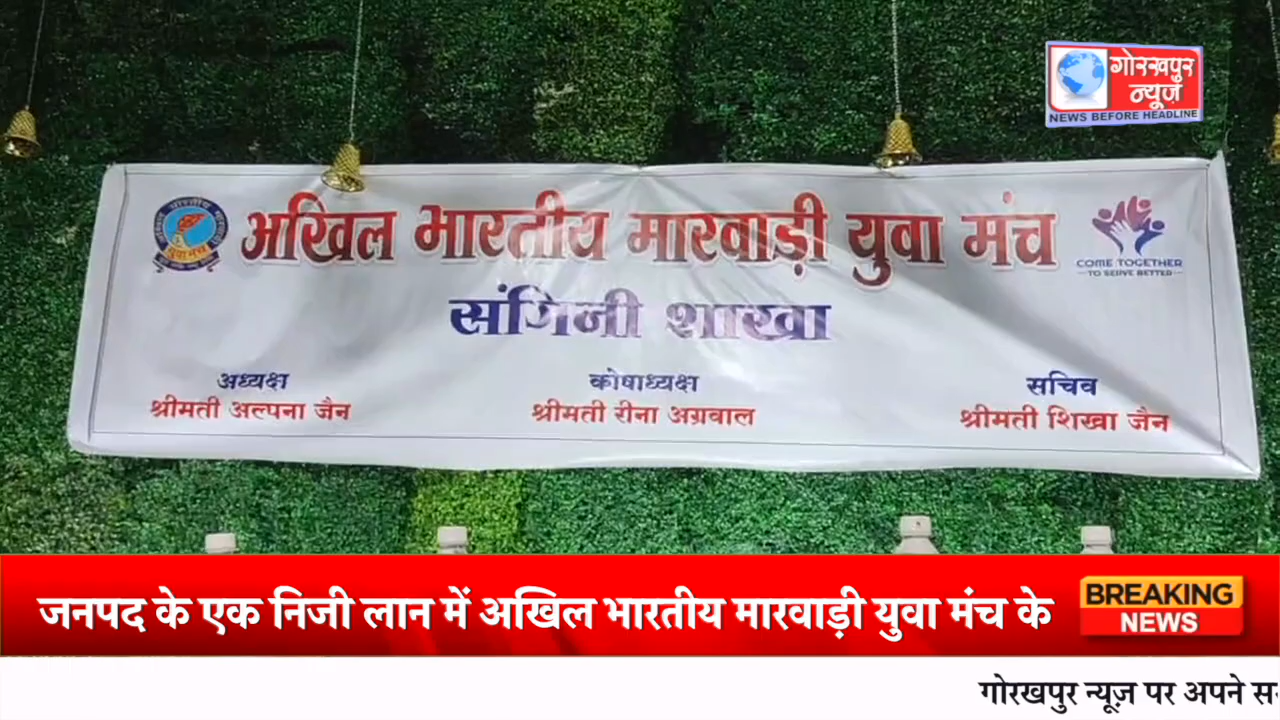 गोरखपुर
न्यूज़
NEWS BEFORE HEADLINE
अखिल भारतीय मारवाड़ी युवा मंच
युवा मंच
COME TOGETHER
TO SERVE BETTER
संगिनी शाखा
अध्यक्ष
श्रीमती अल्पना जैन
कोषाध्यक्ष
श्रीमती रीना अग्रवाल
सचिव
श्रीमती शिखा जैन
जनपद के एक निजी लान में अखिल भारतीय मारवाड़ी युवा मंच के
BREAKING
NEWS
गोरखपुर न्यूज़ पर अपने